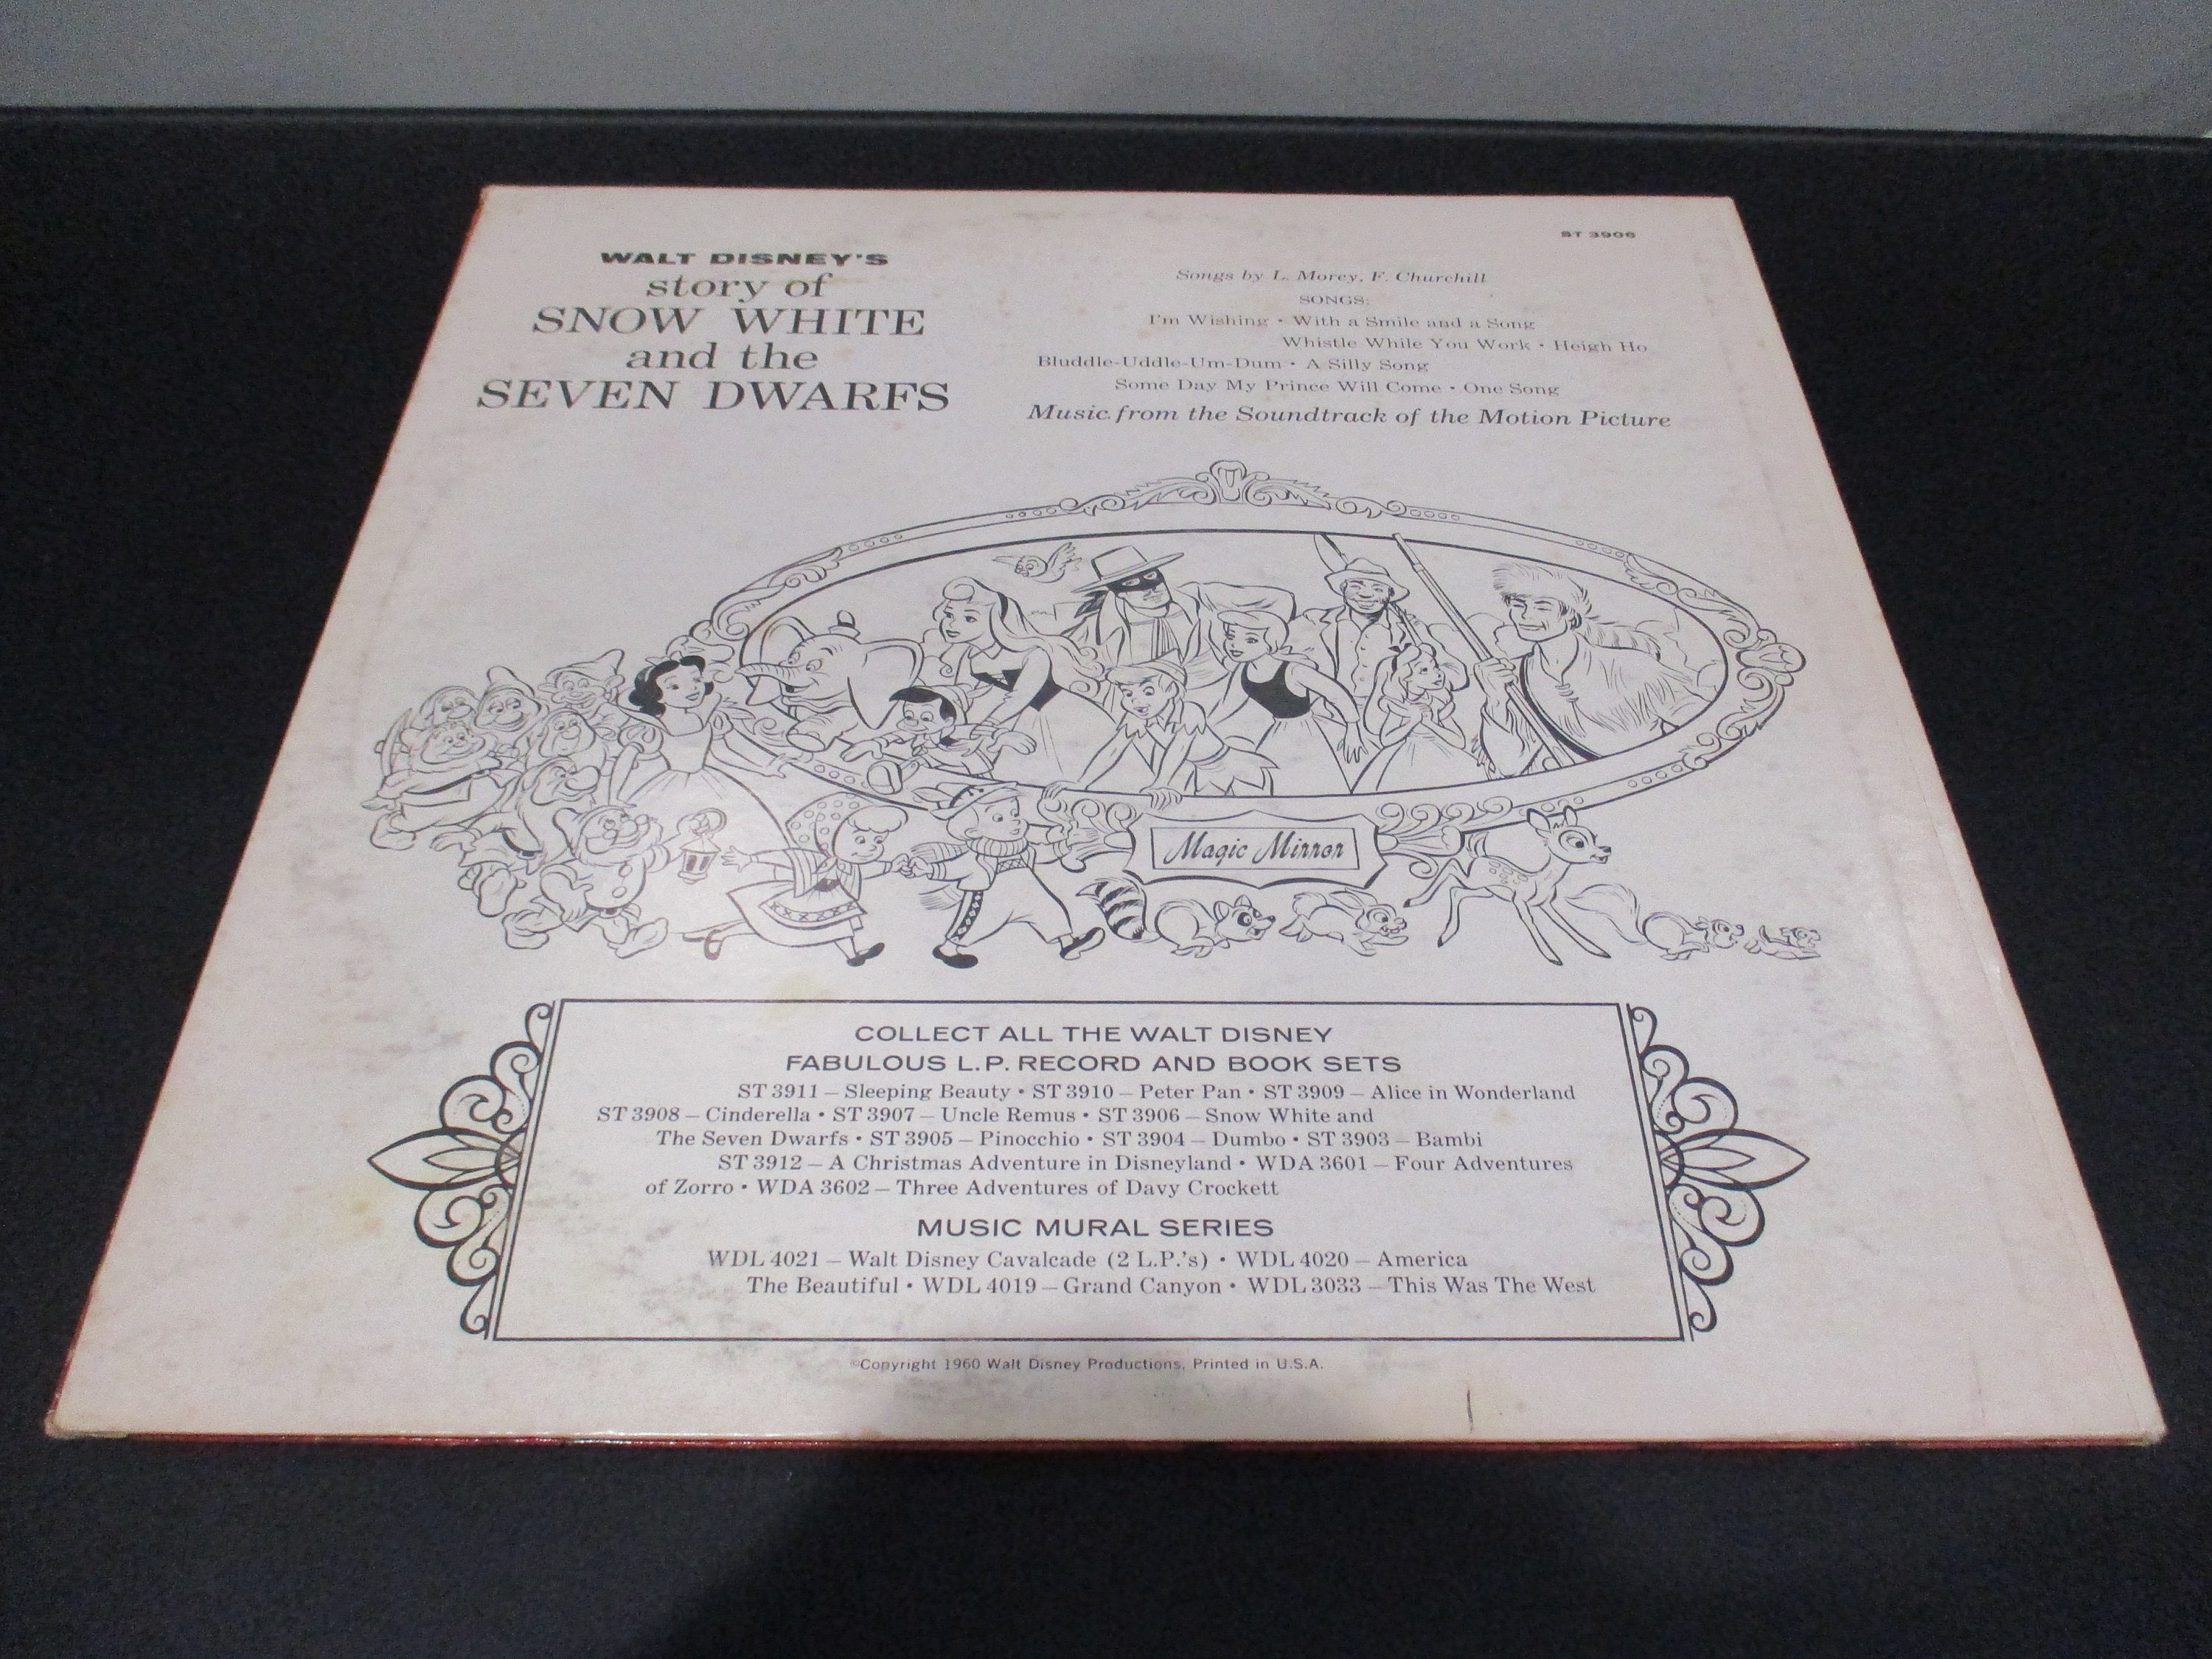 ST 3906
WALT DISNEY'S
story of
SNOW WHITE
and the
SEVEN DWARFS
Songs by L. Morey, F. Churchill
SONGS:
I'm Wishing • With a Smile and a Song
Whistle While You Work • Heigh Ho
Bluddle-Uddle-Um-Dum • A Silly Song
Some Day My Prince Will Come • One Song
Music from the Soundtrack of the Motion Picture
Magic Mirror
COLLECT ALL THE WALT DISNEY
FABULOUS L.P. RECORD AND BOOK SETS
ST 3911 – Sleeping Beauty • ST 3910 – Peter Pan • ST 3909 – Alice in Wonderland
ST 3908 – Cinderella • ST 3907 – Uncle Remus • ST 3906 – Snow White and
The Seven Dwarfs • ST 3905 – Pinocchio • ST 3904 – Dumbo • ST 3903 – Bambi
ST 3912 – A Christmas Adventure in Disneyland • WDA 3601 – Four Adventures
of Zorro • WDA 3602 – Three Adventures of Davy Crockett
MUSIC MURAL SERIES
WDL 4021 – Walt Disney Cavalcade (2 L.P.'s) • WDL 4020 – America
The Beautiful • WDL 4019 – Grand Canyon • WDL 3033 – This Was The West
©Copyright 1960 Walt Disney Productions, Printed in U.S.A.